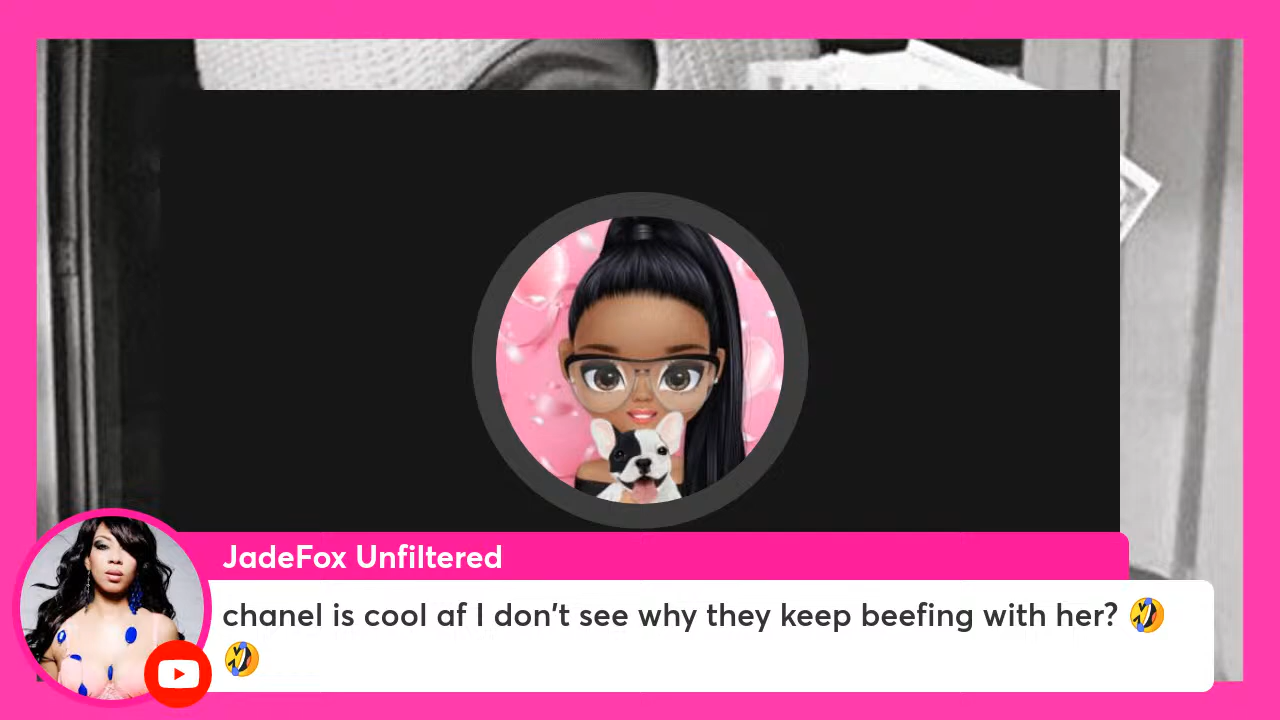 JadeFox Unfiltered
chanel is cool af I don't see why they keep beefing with her? 🤣
🤣